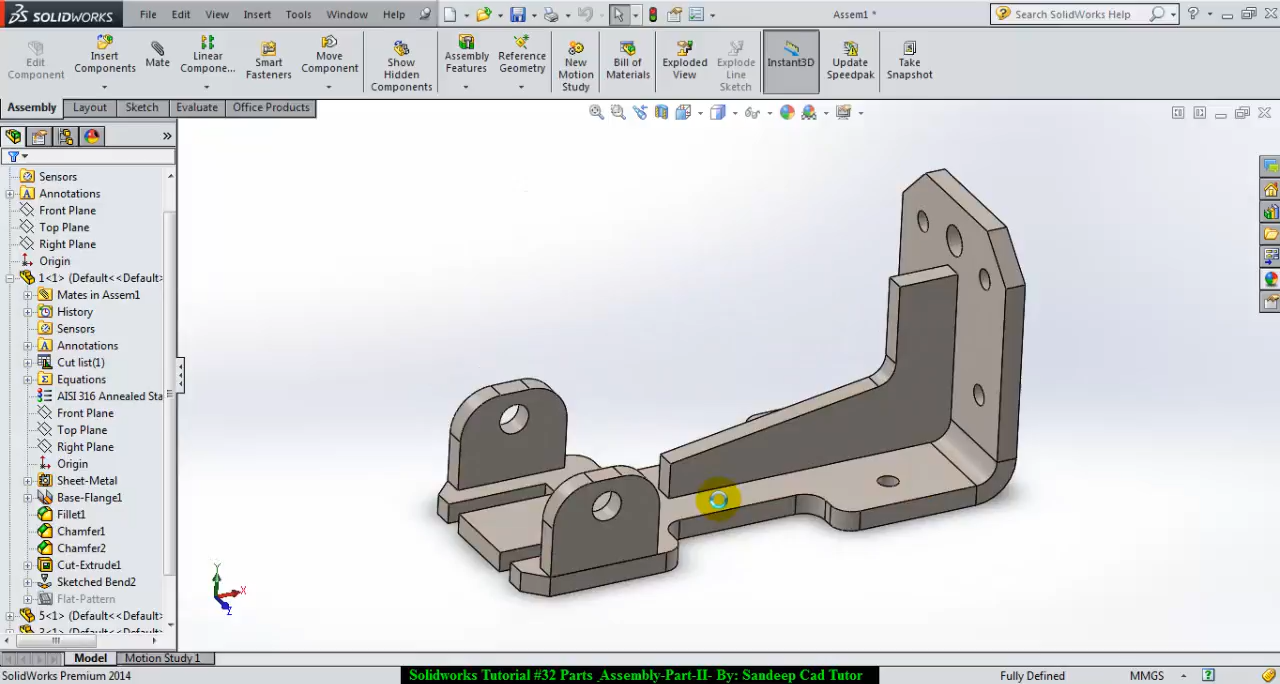 SOLIDWORKS
File Edit View Insert Tools Window Help
Assem1 *
Search SolidWorks Help
Edit Component
Insert Components
Mate
Linear Compone...
Smart Fasteners
Move Component
Show Hidden Components
Assembly Features
Reference Geometry
New Motion Study
Bill of Materials
Exploded View
Explode Line Sketch
Instant3D
Update Speedpak
Take Snapshot
Assembly Layout Sketch Evaluate Office Products
Sensors
Annotations
Front Plane
Top Plane
Right Plane
Origin
1<1> (Default<<Default>
Mates in Assem1
History
Sensors
Annotations
Cut list(1)
Equations
AISI 316 Annealed Sta
Front Plane
Top Plane
Right Plane
Origin
Sheet-Metal
Base-Flange1
Fillet1
Chamfer1
Chamfer2
Cut-Extrude1
Sketched Bend2
Flat-Pattern
5<1> (Default<<Default>
Y
X
Z
Model Motion Study 1
SolidWorks Premium 2014
Solidworks Tutorial #32 Parts Assembly-Part-II- By: Sandeep Cad Tutor
Fully Defined
MMGS